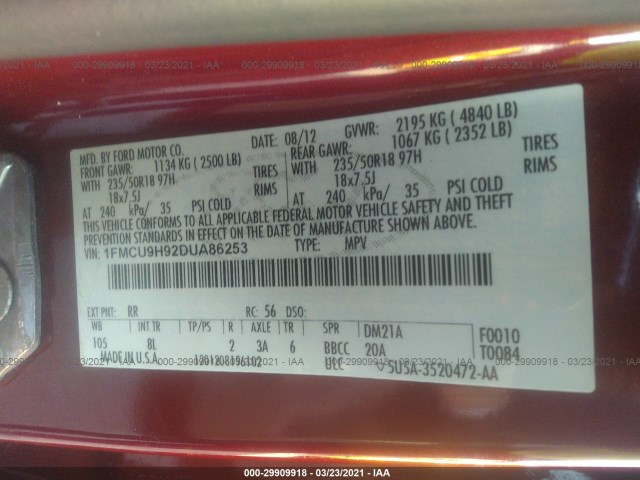 000-29909918 - 03/23/2021 - IAA
MFD. BY FORD MOTOR CO. DATE: 08/12 GVWR: 2195 KG ( 4840 LB)
FRONT GAWR: 1134 KG ( 2500 LB) REAR GAWR: 1067 KG ( 2352 LB)
WITH 235/50R18 97H TIRES WITH 235/50R18 97H TIRES
18x7.5J RIMS 18x7.5J RIMS
AT 240 kPa/ 35 PSI COLD AT 240 kPa/ 35 PSI COLD
THIS VEHICLE CONFORMS TO ALL APPLICABLE FEDERAL MOTOR VEHICLE SAFETY AND THEFT
PREVENTION STANDARDS IN EFFECT ON THE DATE OF MANUFACTURE SHOWN ABOVE.
VIN: 1FMCU9H92DUA86253 TYPE: MPV
EXT PNT: RR RC: 56 DSO:
WB INT TR TP/PS R AXLE TR SPR DM21A F0010
105 8L 2 3A 6 BBCC 20A T0084
MADE IN U.S.A. ULC 5U5A-3520472-AA
000-29909918 - 03/23/2021 - IAA